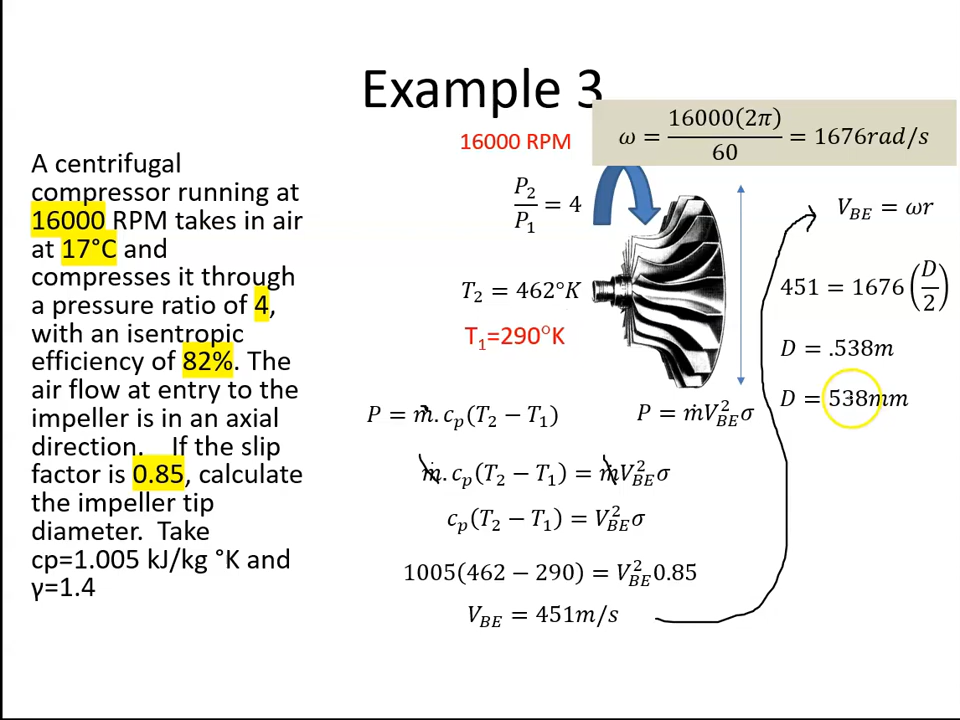 Example 3
A centrifugal
compressor running at
16000 RPM takes in air
at 17°C and
compresses it through
a pressure ratio of 4,
with an isentropic
efficiency of 82%. The
air flow at entry to the
impeller is in an axial
direction. If the slip
factor is 0.85, calculate
the impeller tip
diameter. Take
cp=1.005 kJ/kg °K and
γ=1.4
16000 RPM
P₂/P₁ = 4
T₂ = 462°K
T₁=290°K
P = ṁ. cₚ(T₂ − T₁)
P = ṁV²_BE σ
ṁ. cₚ(T₂ − T₁) = ṁV²_BE σ
cₚ(T₂ − T₁) = V²_BE σ
1005(462 − 290) = V²_BE 0.85
V_BE = 451m/s
ω = 16000(2π)/60 = 1676rad/s
V_BE = ωr
451 = 1676 (D/2)
D = .538m
D = 538mm